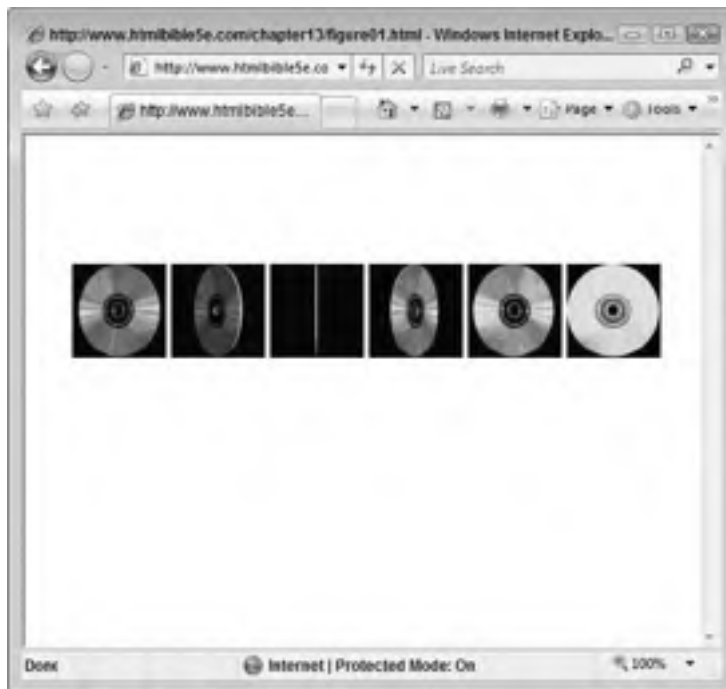 http://www.htmlbible5e.com/chapter13/figure01.html - Windows Internet Explo...
http://www.htmlbible5e.co Live Search
http://www.htmlbible5e... Page Tools
Done Internet | Protected Mode: On 100%